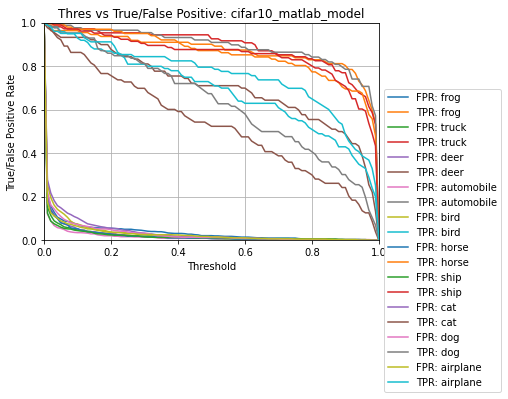 Thres vs True/False Positive: cifar10_matlab_model
True/False Positive Rate
1.0
0.8
0.6
0.4
0.2
0.0
0.0 0.2 0.4 0.6 0.8 1.0
Threshold
FPR: frog
TPR: frog
FPR: truck
TPR: truck
FPR: deer
TPR: deer
FPR: automobile
TPR: automobile
FPR: bird
TPR: bird
FPR: horse
TPR: horse
FPR: ship
TPR: ship
FPR: cat
TPR: cat
FPR: dog
TPR: dog
FPR: airplane
TPR: airplane